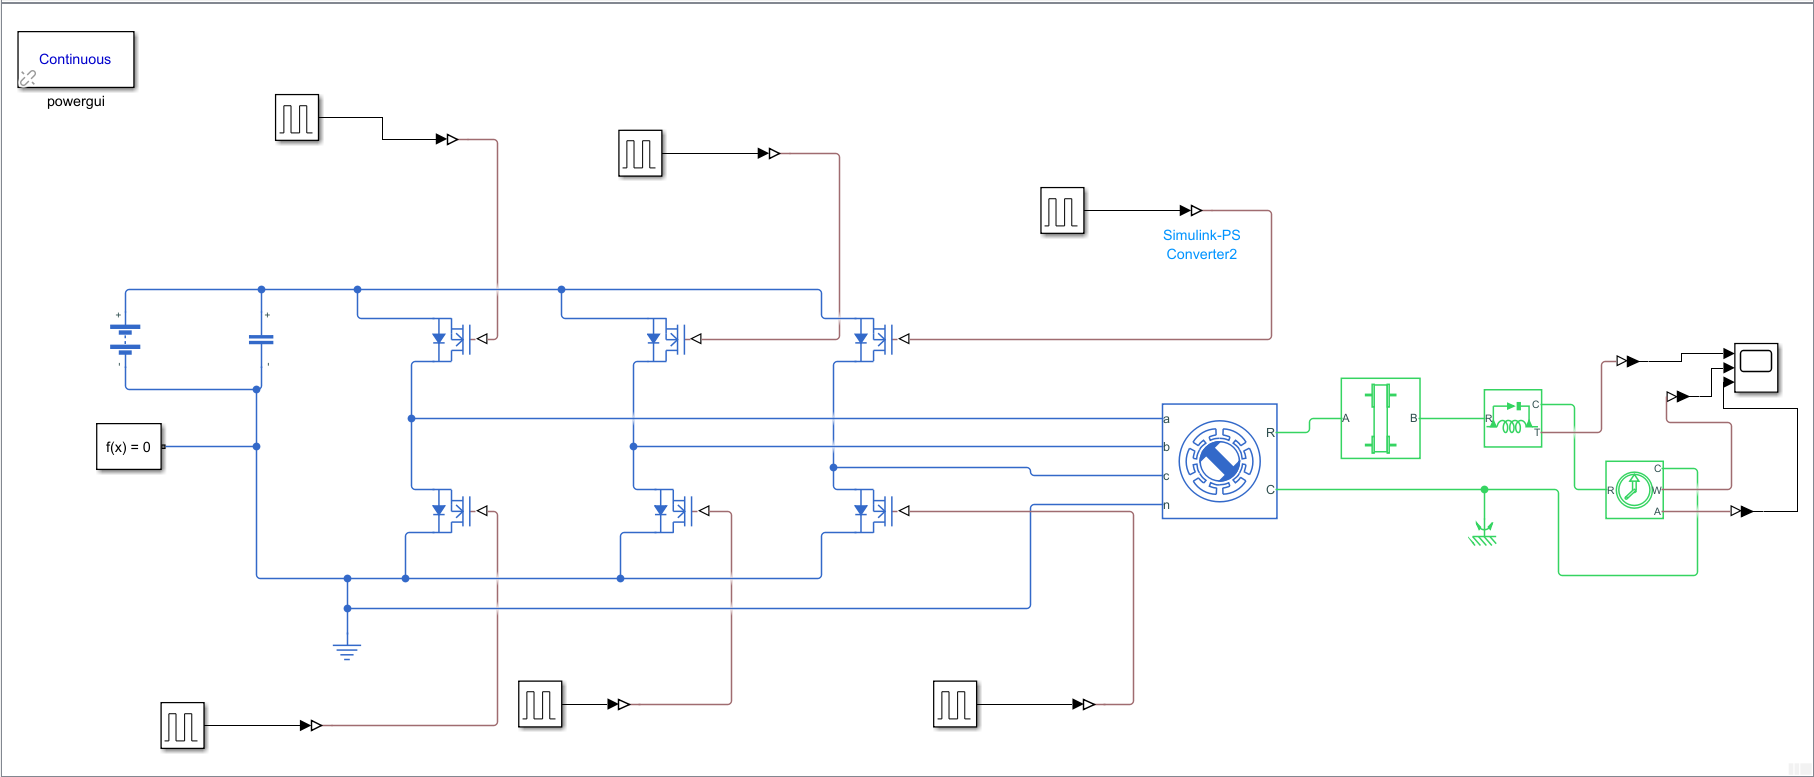 Continuous
powergui
Simulink-PS
Converter2
+
+
-
-
f(x) = 0
a
b
c
n
R
C
A
B
R
C
T
R
C
W
A